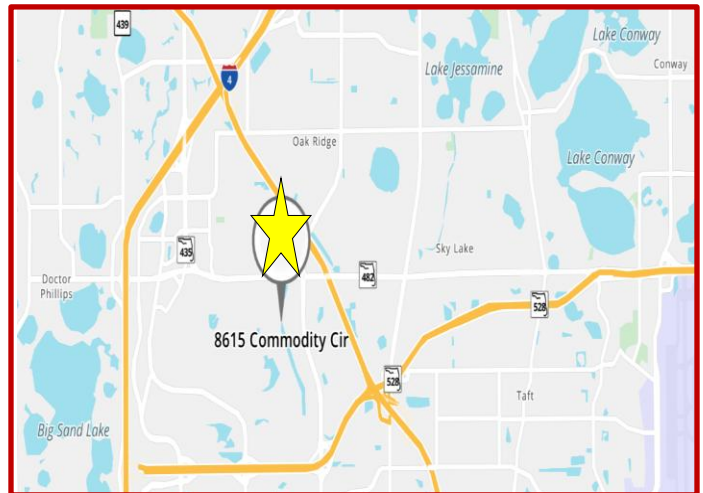 439
Lake Conway
Conway
4
Lake Jessamine
Oak Ridge
Lake Conway
435
Sky Lake
482
Doctor
Phillips
528
8615 Commodity Cir
528
Taft
Big Sand Lake